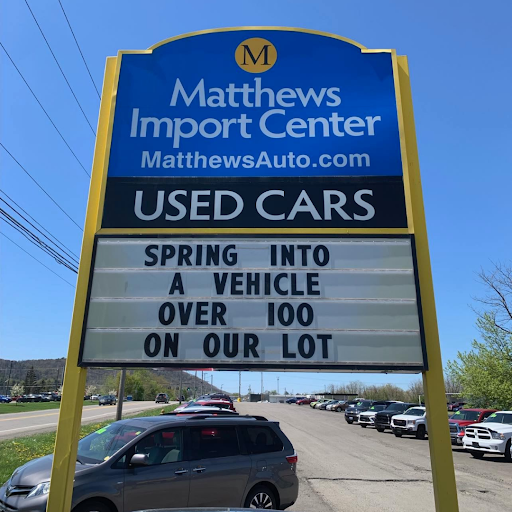 M
Matthews
Import Center
MatthewsAuto.com
USED CARS
SPRING INTO
A VEHICLE
OVER 100
ON OUR LOT